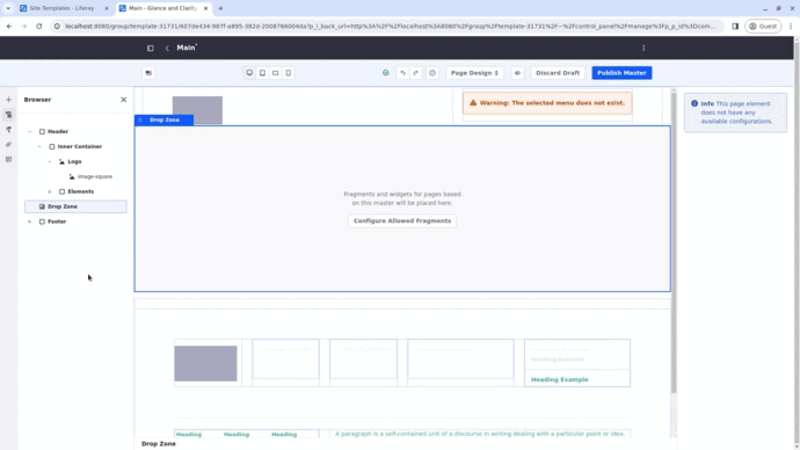 Site Templates - Liferay
Main - Glance and Clarity
localhost:8080/group/template-31731/607de434-987f-a895-382d-2008766004da?p_l_back_url=http%3A%2F%2Flocalhost%3A8080%2Fgroup%2Ftemplate-31731%2F~%2Fcontrol_panel%2Fmanage%3Fp_p_id%3Dcom...
Guest
Main*
Page Design
Discard Draft
Publish Master
Browser
Header
Inner Container
Logo
image-square
Elements
Drop Zone
Footer
Warning: The selected menu does not exist.
Drop Zone
Fragments and widgets for pages based
on this master will be placed here.
Configure Allowed Fragments
Info This page element
does not have any
available configurations.
Heading Example
Heading Example
Heading
Heading
Heading
A paragraph is a self-contained unit of a discourse in writing dealing with a particular point or idea.
Drop Zone